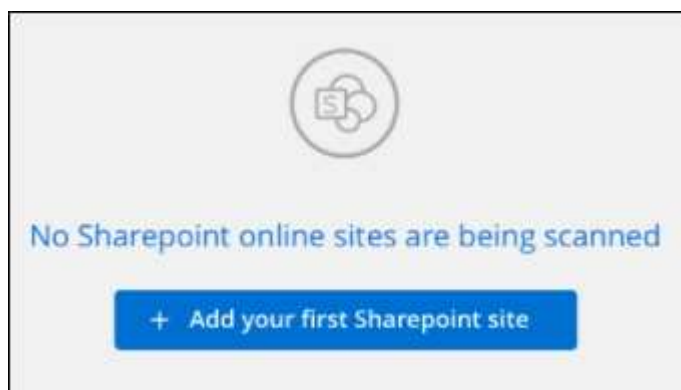 S
No Sharepoint online sites are being scanned
+ Add your first Sharepoint site